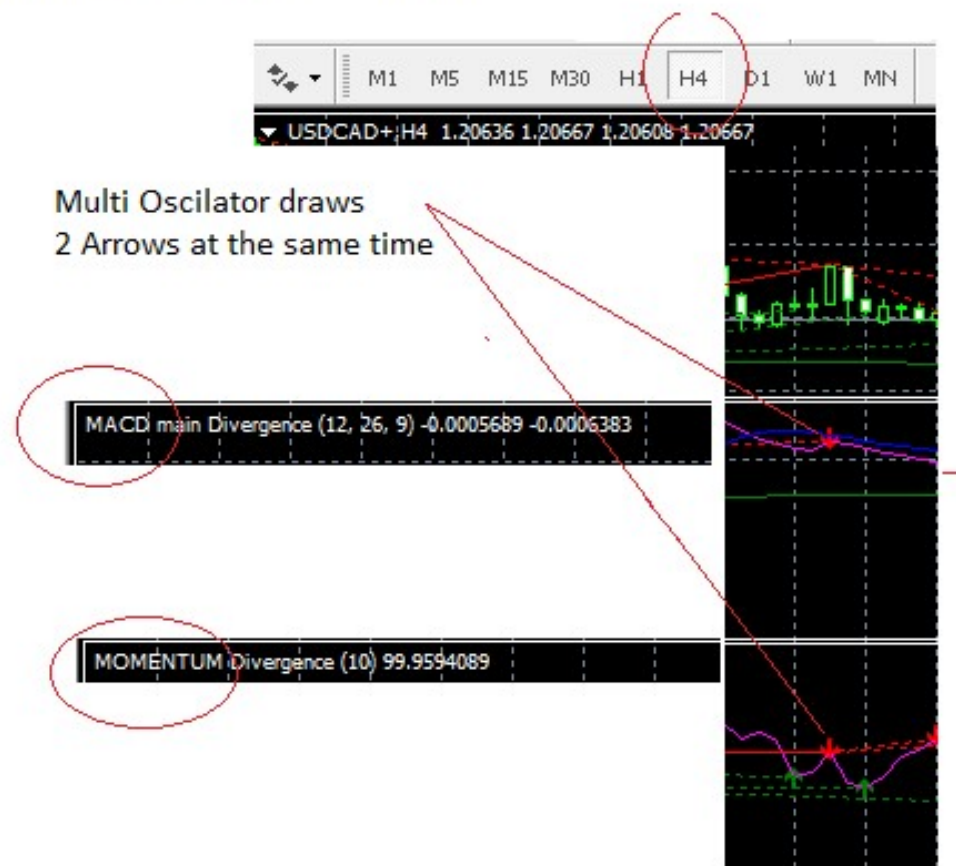 M1 M5 M15 M30 H1 H4 D1 W1 MN
USDCAD+,H4 1.20636 1.20667 1.20608 1.20667
Multi Oscilator draws
2 Arrows at the same time
MACD main Divergence (12, 26, 9) -0.0005689 -0.0006383
MOMENTUM Divergence (10) 99.9594089